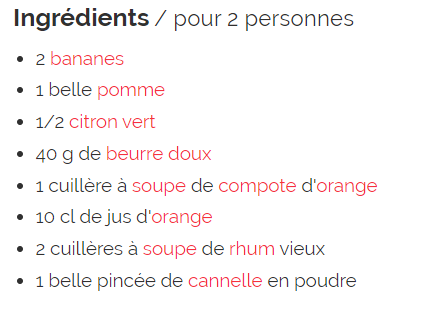 Ingrédients / pour 2 personnes
• 2 bananes
• 1 belle pomme
• 1/2 citron vert
• 40 g de beurre doux
• 1 cuillère à soupe de compote d'orange
• 10 cl de jus d'orange
• 2 cuillères à soupe de rhum vieux
• 1 belle pincée de cannelle en poudre